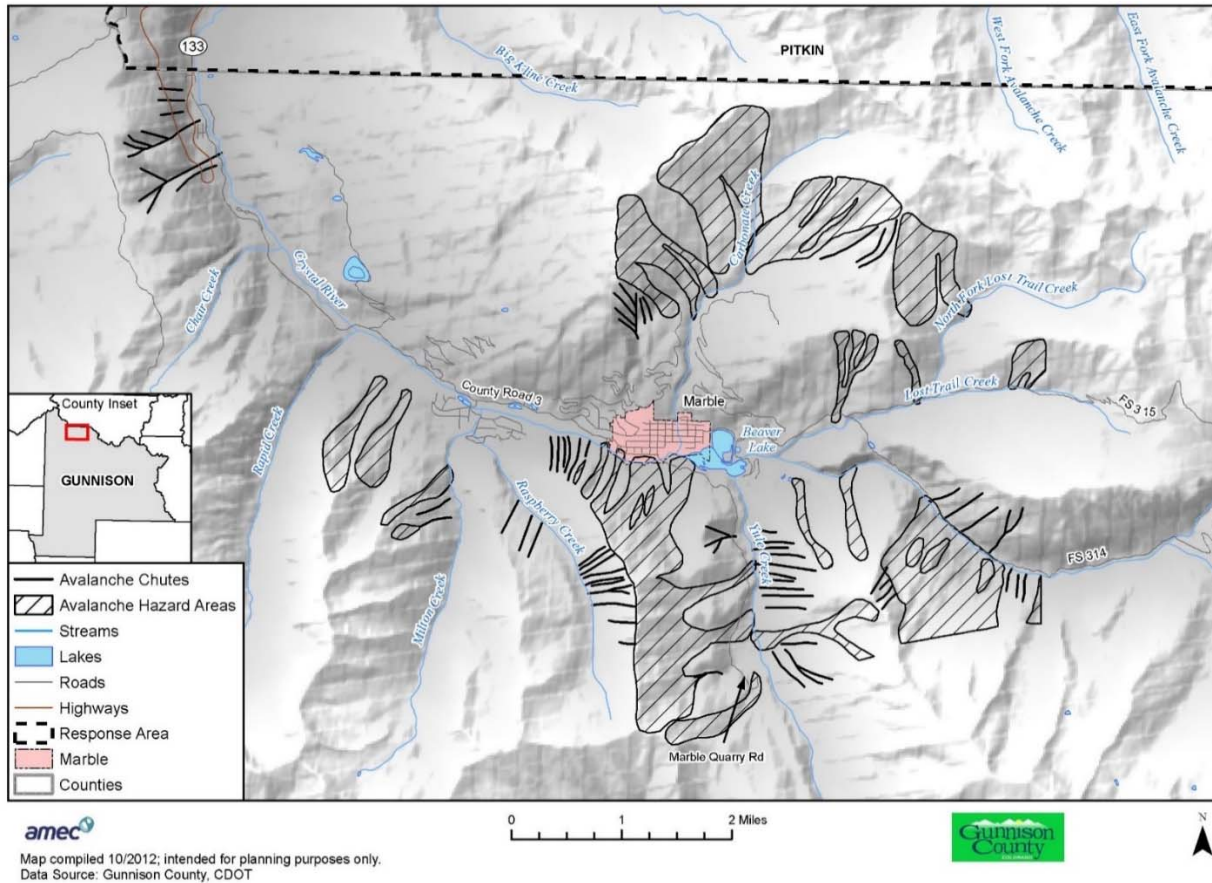 133
PITKIN
Big Kline Creek
West Fork Avalanche Creek
East Fork Avalanche Creek
Carbonate Creek
North Fork Lost Trail Creek
Crystal River
Chair Creek
County Road 3
Marble
Lost Trail Creek
FS 315
Beaver
Lake
Rapid Creek
Raspberry Creek
Yule Creek
FS 314
Milton Creek
Marble Quarry Rd
County Inset
GUNNISON
Avalanche Chutes
Avalanche Hazard Areas
Streams
Lakes
Roads
Highways
Response Area
Marble
Counties
amec
Map compiled 10/2012; intended for planning purposes only.
Data Source: Gunnison County, CDOT
0 1 2 Miles
Gunnison
County
COLORADO
N